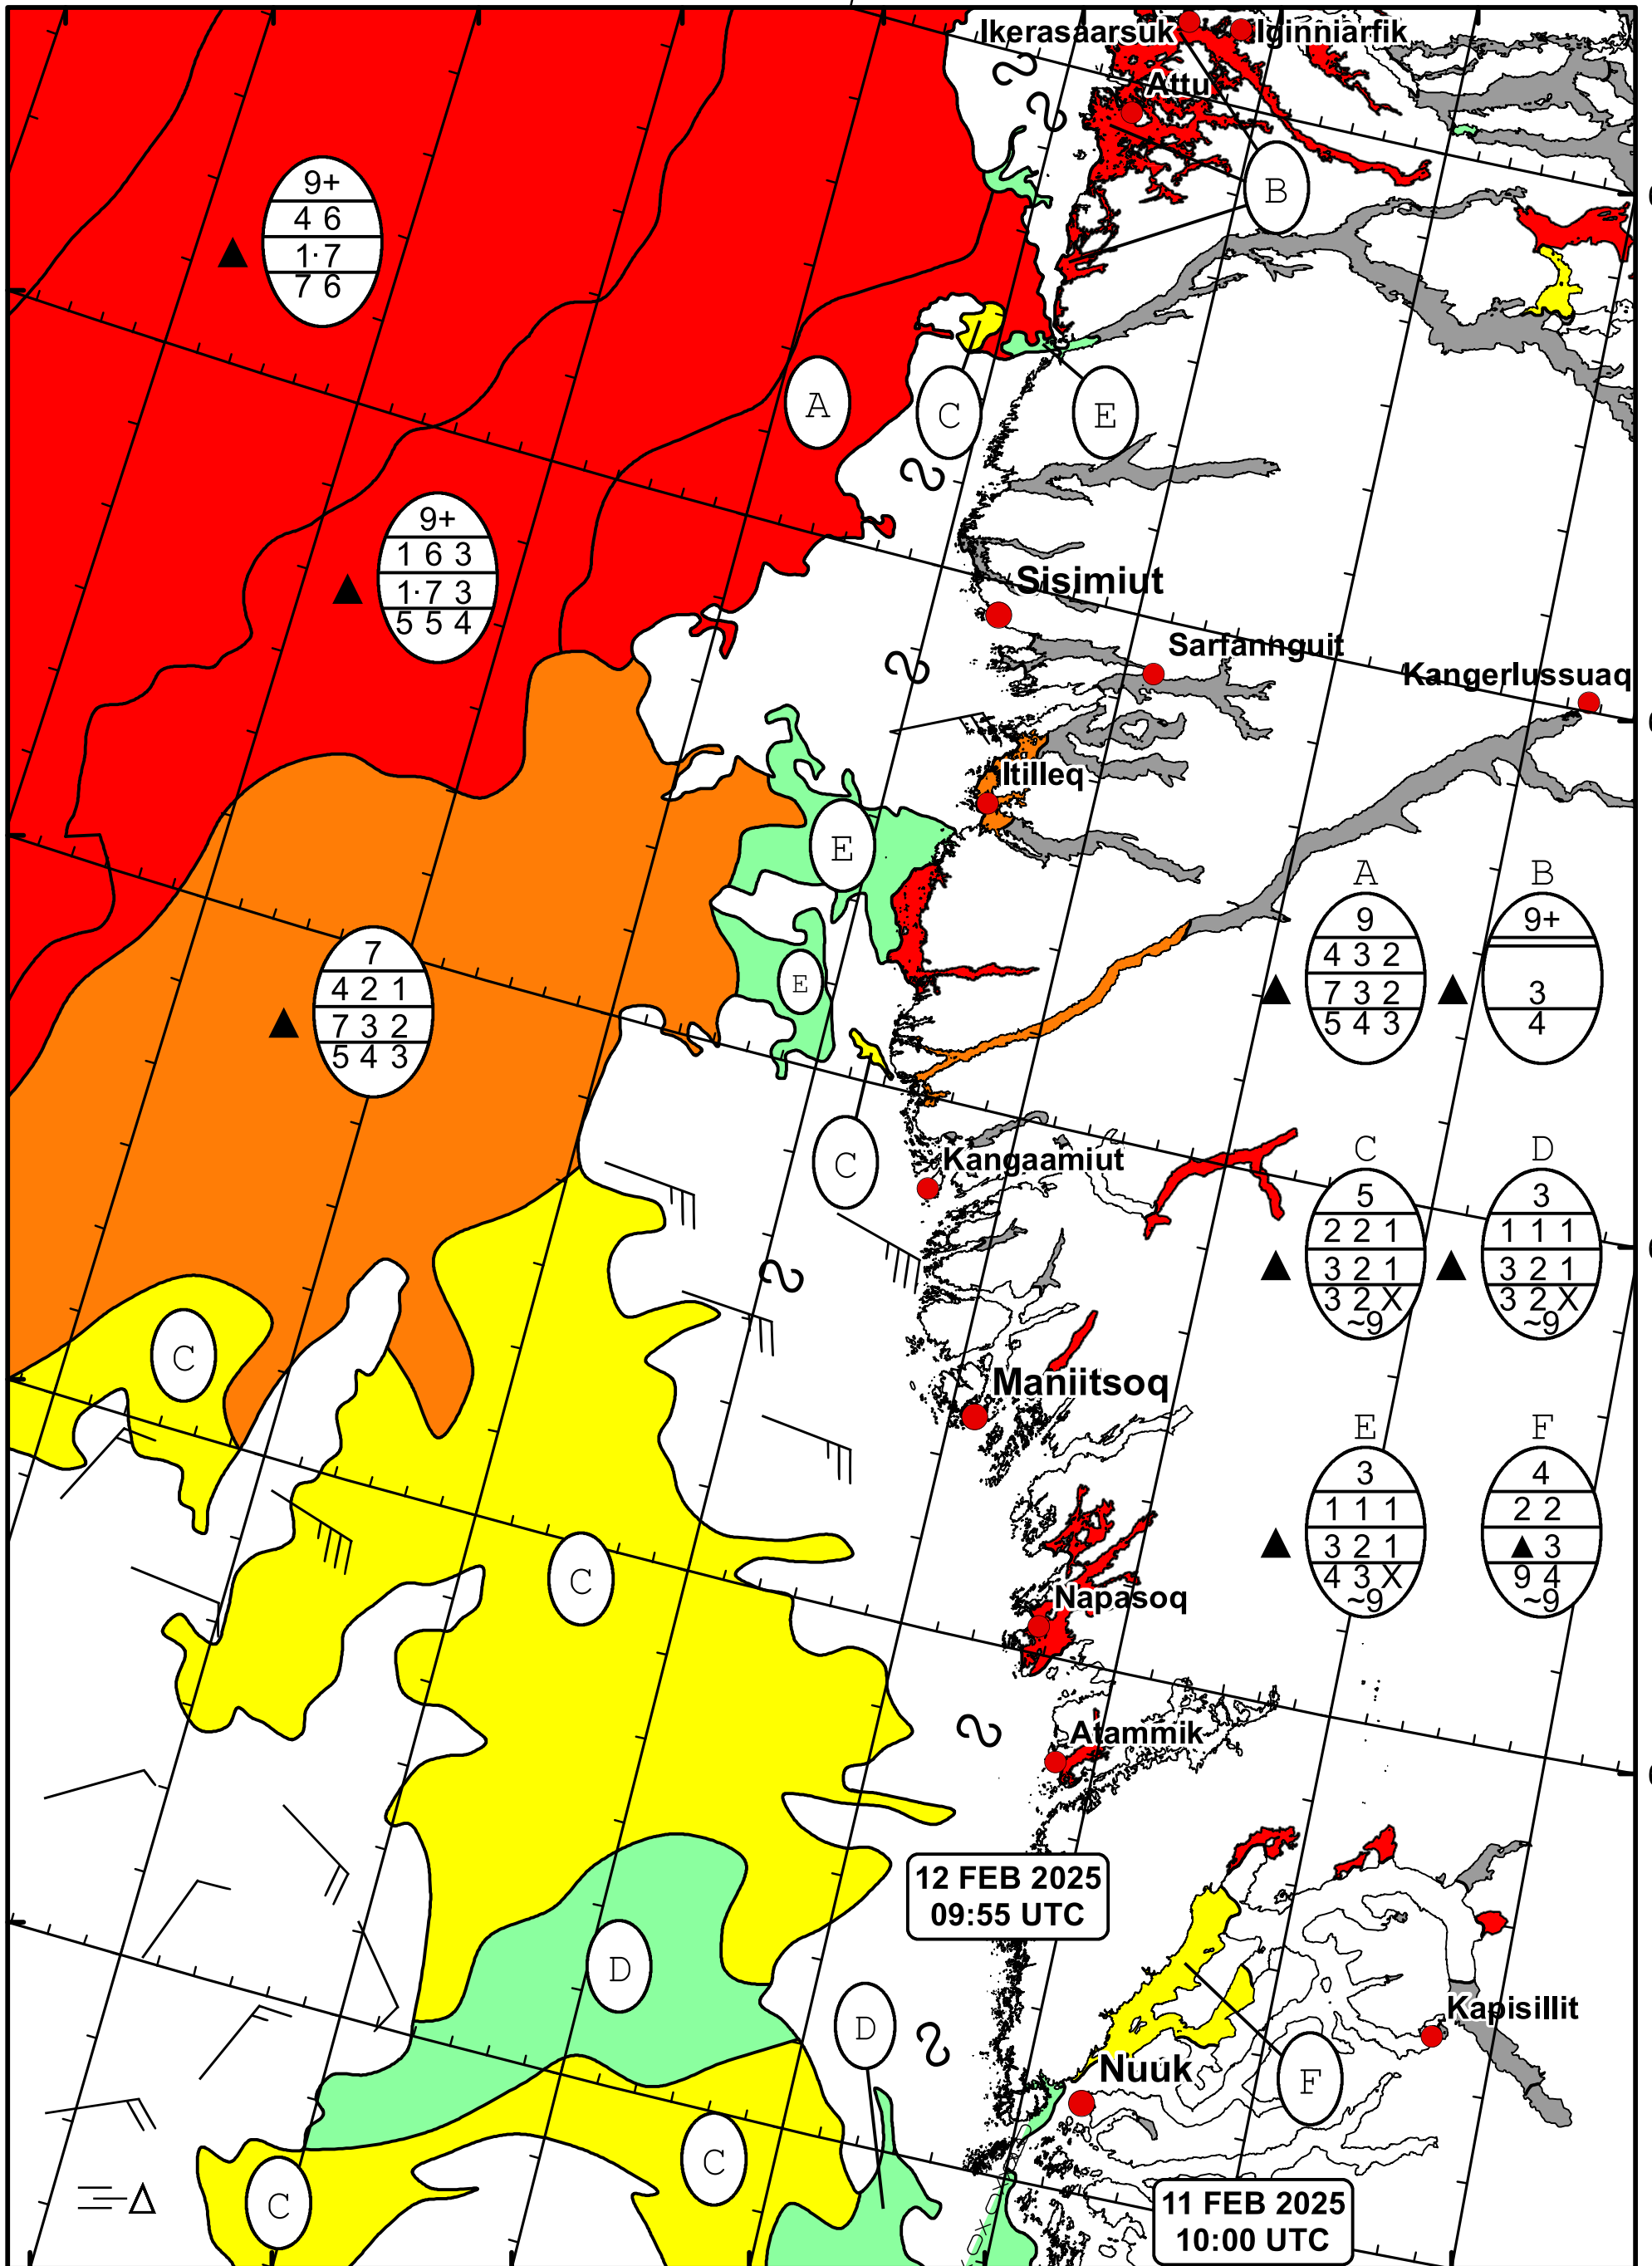 Ikerasaarsuk
Iginniarfik
Attu
9+
4 6
1·7
7 6
B
A
C
E
9+
1 6 3
1·7 3
5 5 4
Sisimiut
Sarfannguit
Kangerlussuaq
Itilleq
E
A
9
4 3 2
7 3 2
5 4 3
B
9+
3
4
7
4 2 1
7 3 2
5 4 3
E
C
Kangaamiut
C
5
2 2 1
3 2 1
3 2 X
~9
D
3
1 1 1
3 2 1
3 2 X
~9
C
Maniitsoq
E
3
1 1 1
3 2 1
4 3 X
~9
F
4
2 2
▲ 3
9 4
~9
C
Napasoq
Atammik
12 FEB 2025
09:55 UTC
D
D
Kapisillit
Nuuk
F
C
C
11 FEB 2025
10:00 UTC